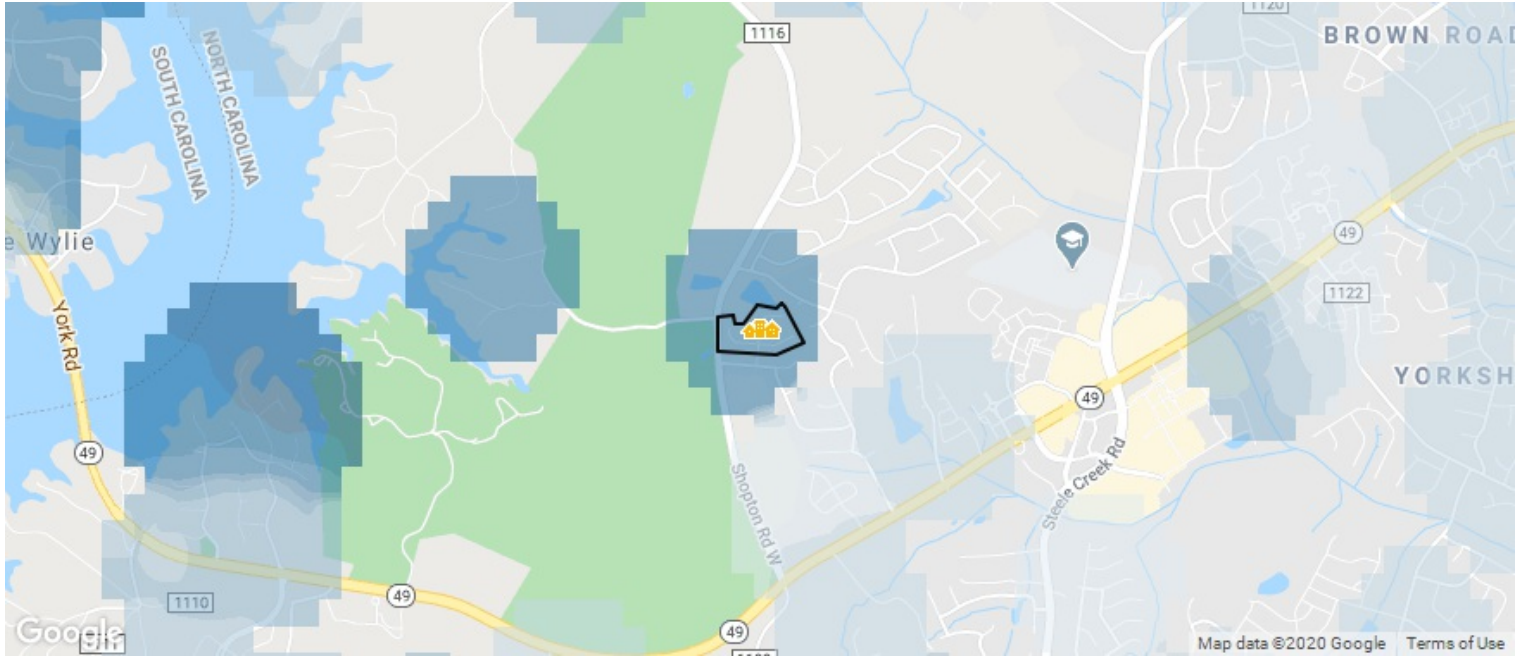 1116
1120
BROWN ROAD
NORTH CAROLINA
SOUTH CAROLINA
e Wylie
49
1122
York Rd
YORKSH
49
49
Shopton Rd W
Steele Creek Rd
1110
49
49
Google
Map data ©2020 Google
Terms of Use